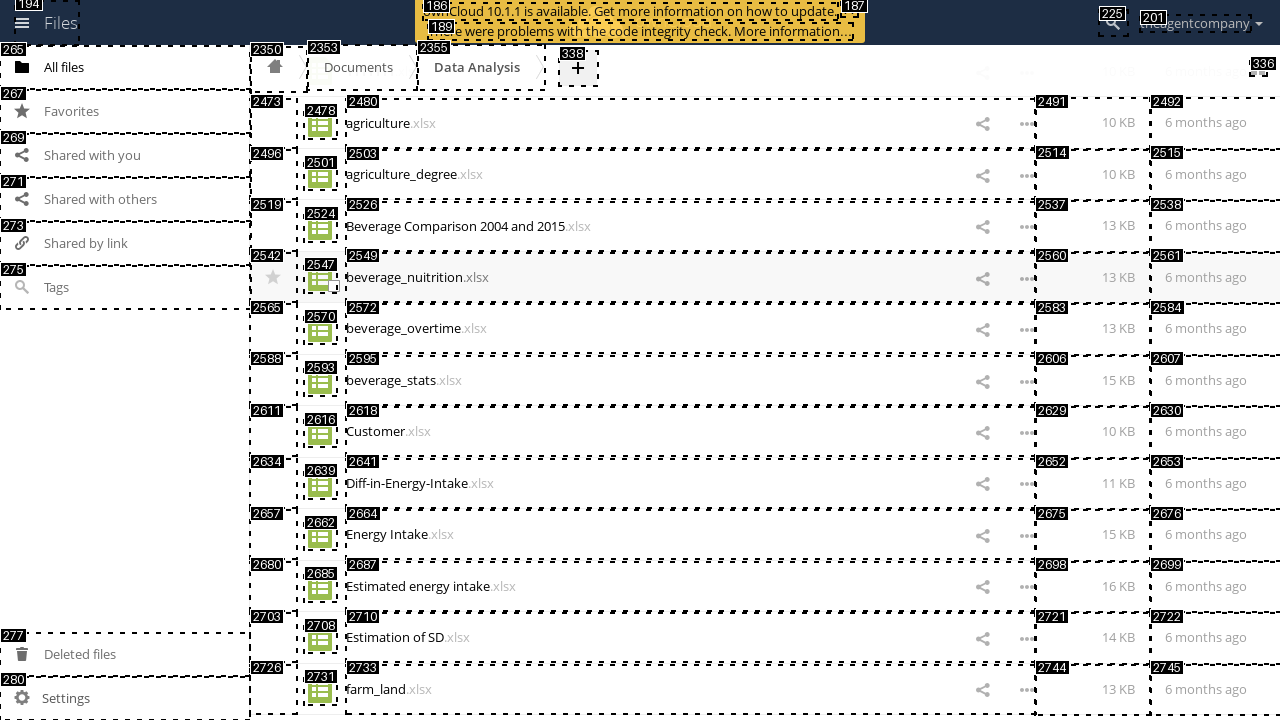 194
Files
186
ownCloud 10.1.1 is available. Get more information on how to update.
187
189
There were problems with the code integrity check. More information…
225
201
theagentcompany
265
All files
267
Favorites
269
Shared with you
271
Shared with others
273
Shared by link
275
Tags
277
Deleted files
280
Settings
2350
2353
Documents
2355
Data Analysis
338
+
336
2473
2478
2480
agriculture.xlsx
2491
10 KB
2492
6 months ago
2496
2501
2503
agriculture_degree.xlsx
2514
10 KB
2515
6 months ago
2519
2524
2526
Beverage Comparison 2004 and 2015.xlsx
2537
13 KB
2538
6 months ago
2542
2547
2549
beverage_nuitrition.xlsx
2560
13 KB
2561
6 months ago
2565
2570
2572
beverage_overtime.xlsx
2583
13 KB
2584
6 months ago
2588
2593
2595
beverage_stats.xlsx
2606
15 KB
2607
6 months ago
2611
2616
2618
Customer.xlsx
2629
10 KB
2630
6 months ago
2634
2639
2641
Diff-in-Energy-Intake.xlsx
2652
11 KB
2653
6 months ago
2657
2662
2664
Energy Intake.xlsx
2675
15 KB
2676
6 months ago
2680
2685
2687
Estimated energy intake.xlsx
2698
16 KB
2699
6 months ago
2703
2708
2710
Estimation of SD.xlsx
2721
14 KB
2722
6 months ago
2726
2731
2733
farm_land.xlsx
2744
13 KB
2745
6 months ago